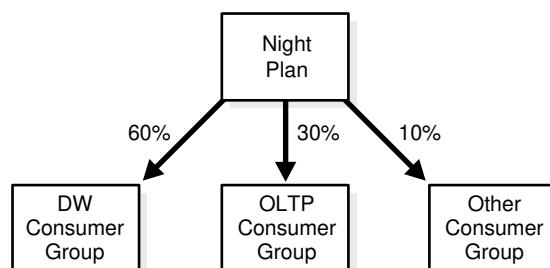 Night
Plan
60%
30%
10%
DW
Consumer
Group
OLTP
Consumer
Group
Other
Consumer
Group